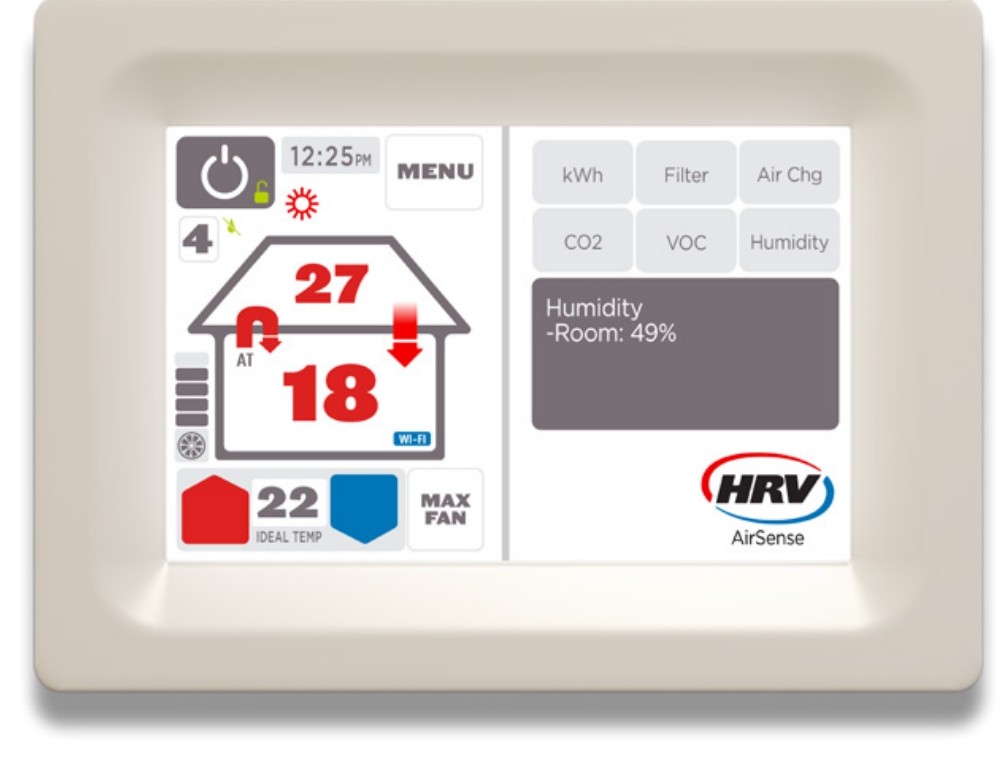 12:25PM
MENU
4
27
AT
18
WI-FI
22
IDEAL TEMP
MAX
FAN
kWh
Filter
Air Chg
CO2
VOC
Humidity
Humidity
-Room: 49%
HRV
AirSense